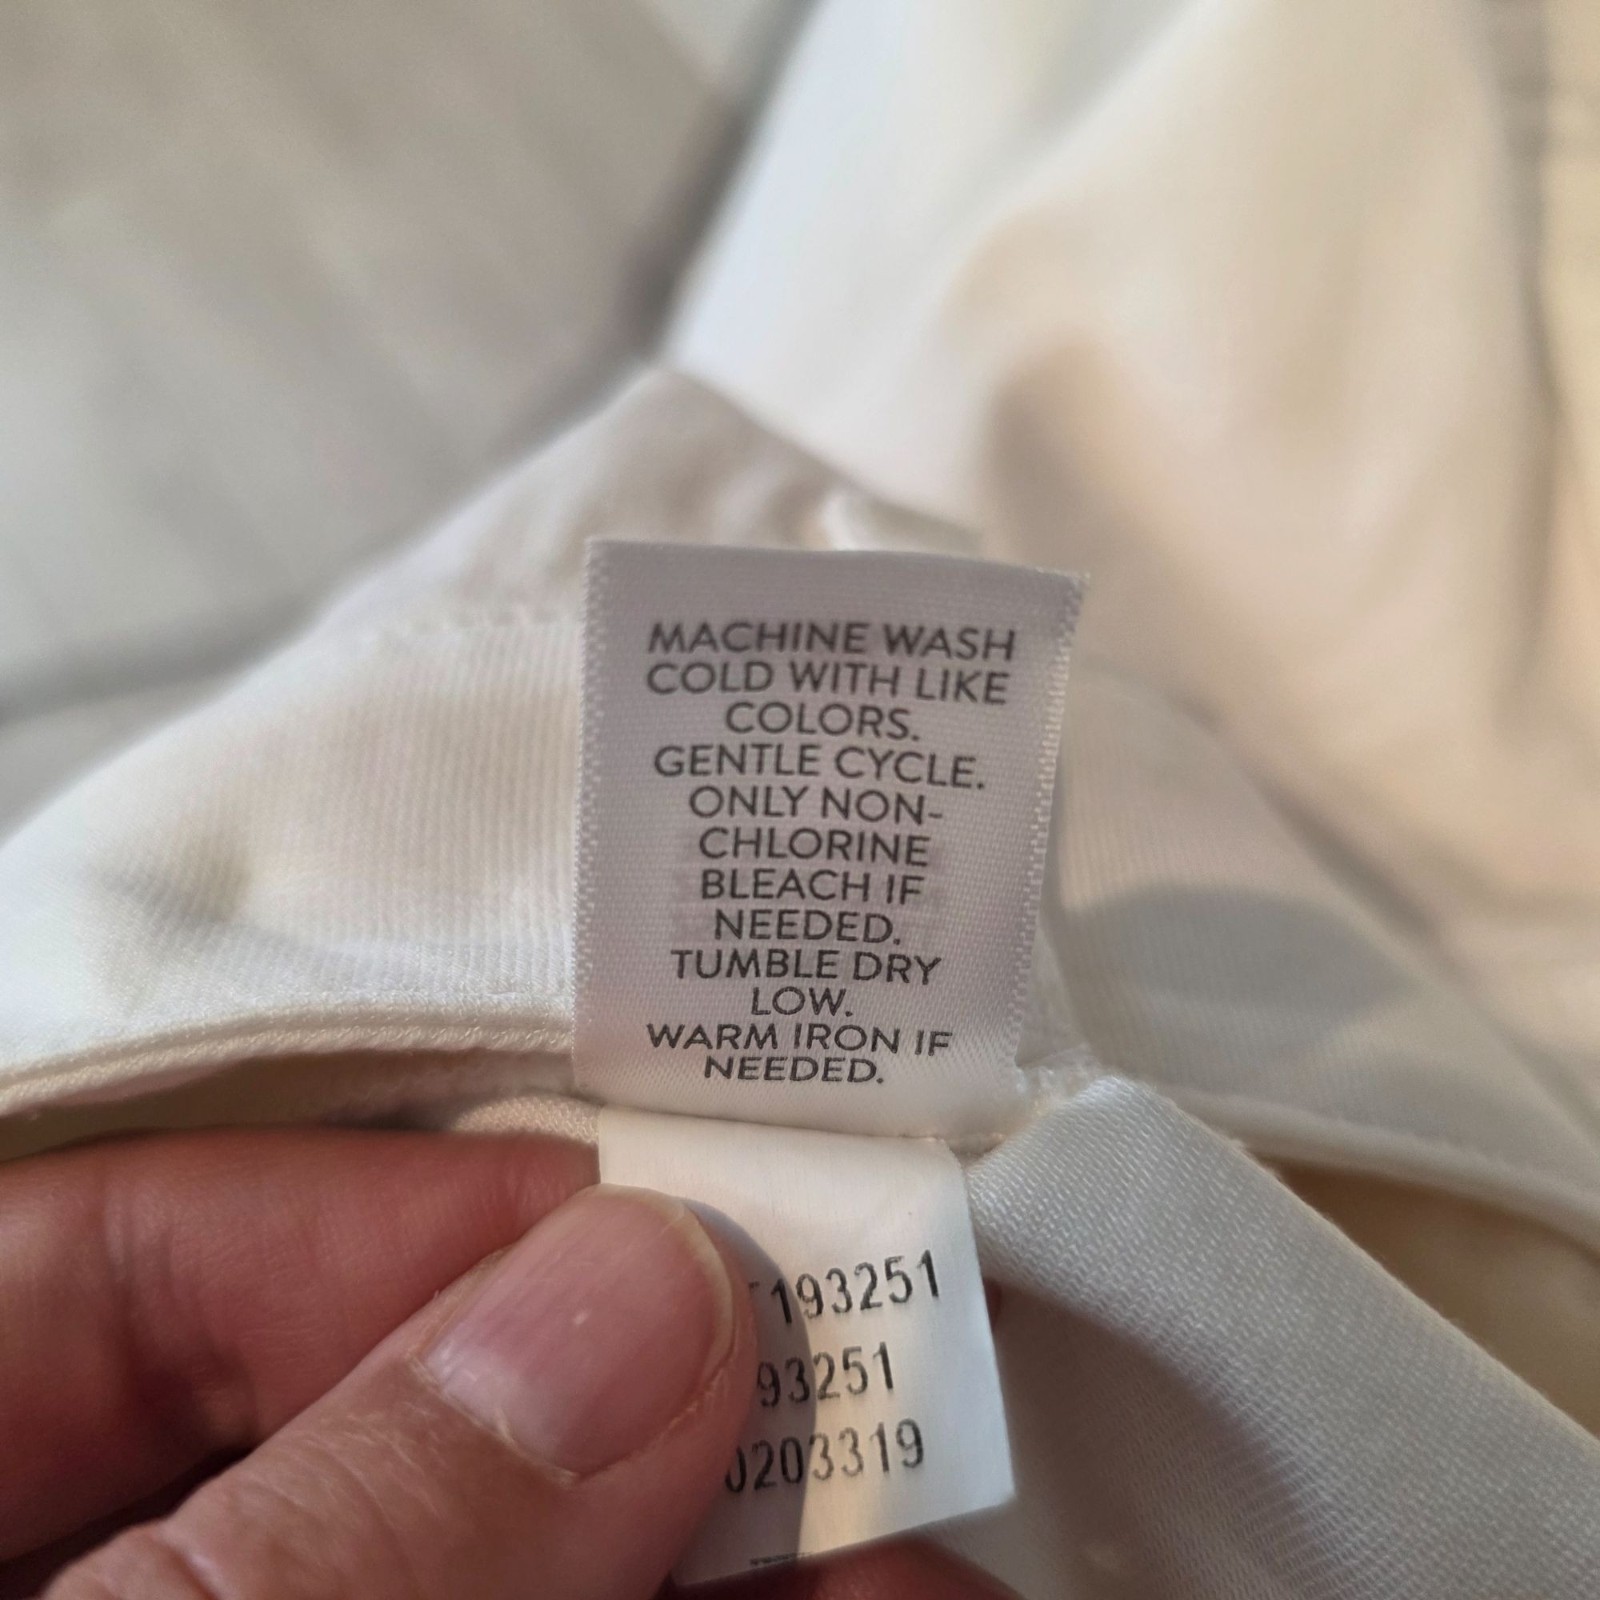 MACHINE WASH
COLD WITH LIKE
COLORS.
GENTLE CYCLE.
ONLY NON-
CHLORINE
BLEACH IF
NEEDED.
TUMBLE DRY
LOW.
WARM IRON IF
NEEDED.
193251
93251
0203319